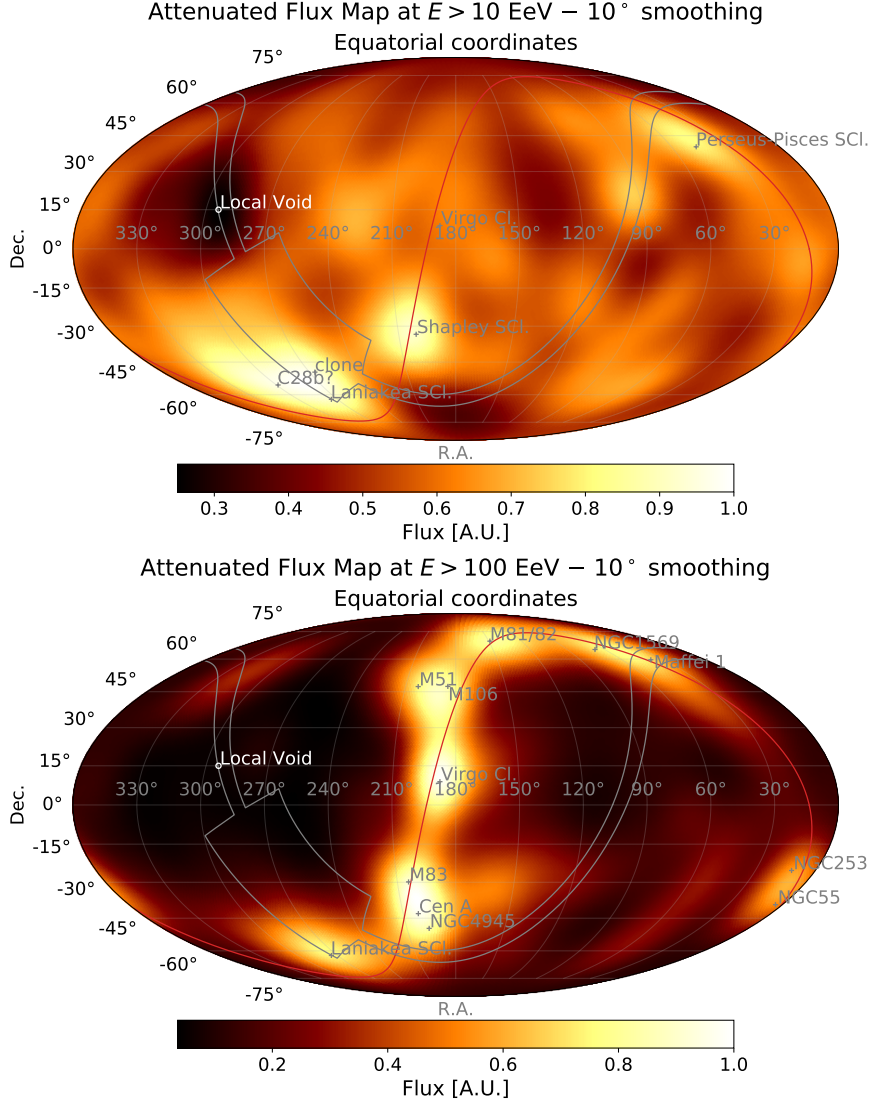 Attenuated Flux Map at E > 10 EeV − 10° smoothing
Equatorial coordinates
75°
60°
45°
30°
15°
0°
-15°
-30°
-45°
-60°
-75°
Dec.
Perseus-Pisces SCl.
Local Void
Virgo Cl.
330° 300° 270° 240° 210° 180° 150° 120° 90° 60° 30°
Shapley SCl.
clone
C28b?
Laniakea SCl.
R.A.
0.3 0.4 0.5 0.6 0.7 0.8 0.9 1.0
Flux [A.U.]
Attenuated Flux Map at E > 100 EeV − 10° smoothing
Equatorial coordinates
75°
60°
45°
30°
15°
0°
-15°
-30°
-45°
-60°
-75°
Dec.
M81/82
NGC1569
Maffei 1
M51
M106
Local Void
Virgo Cl.
330° 300° 270° 240° 210° 180° 150° 120° 90° 60° 30°
M83
NGC253
NGC55
Cen A
NGC4945
Laniakea SCl.
R.A.
0.2 0.4 0.6 0.8 1.0
Flux [A.U.]